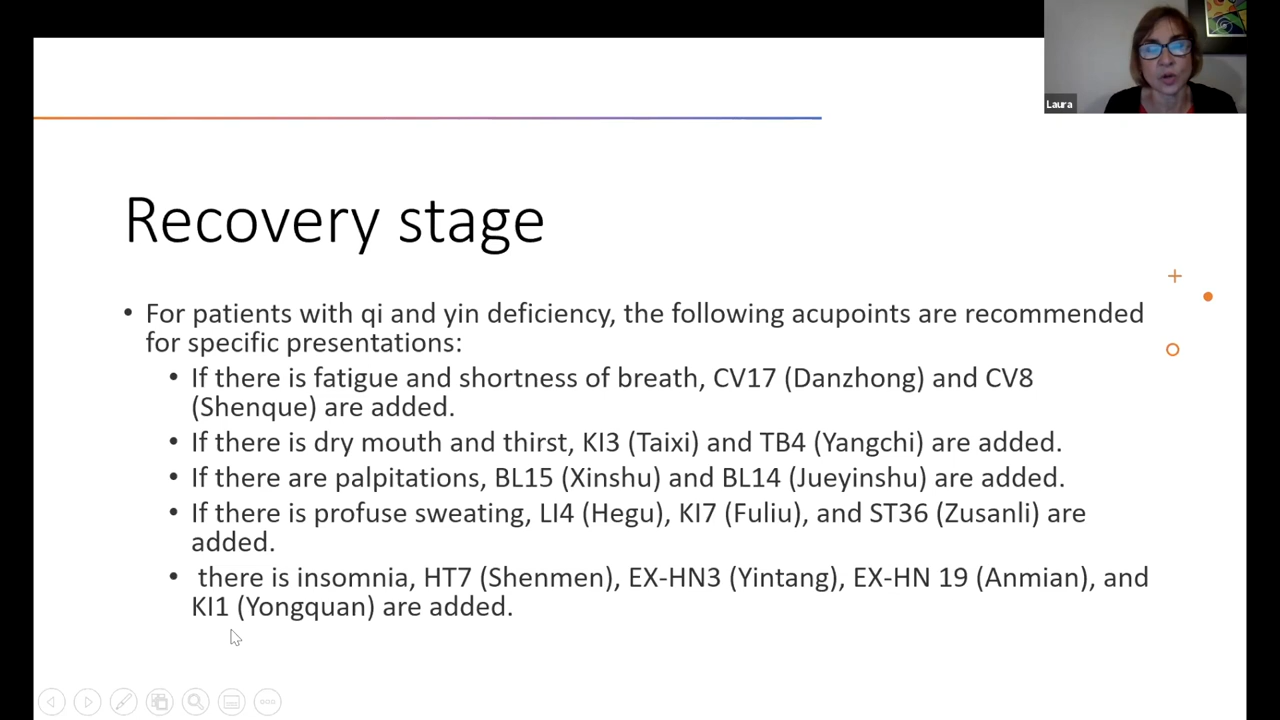 Laura
Recovery stage
• For patients with qi and yin deficiency, the following acupoints are recommended
for specific presentations:
• If there is fatigue and shortness of breath, CV17 (Danzhong) and CV8
(Shenque) are added.
• If there is dry mouth and thirst, KI3 (Taixi) and TB4 (Yangchi) are added.
• If there are palpitations, BL15 (Xinshu) and BL14 (Jueyinshu) are added.
• If there is profuse sweating, LI4 (Hegu), KI7 (Fuliu), and ST36 (Zusanli) are
added.
• there is insomnia, HT7 (Shenmen), EX-HN3 (Yintang), EX-HN 19 (Anmian), and
KI1 (Yongquan) are added.